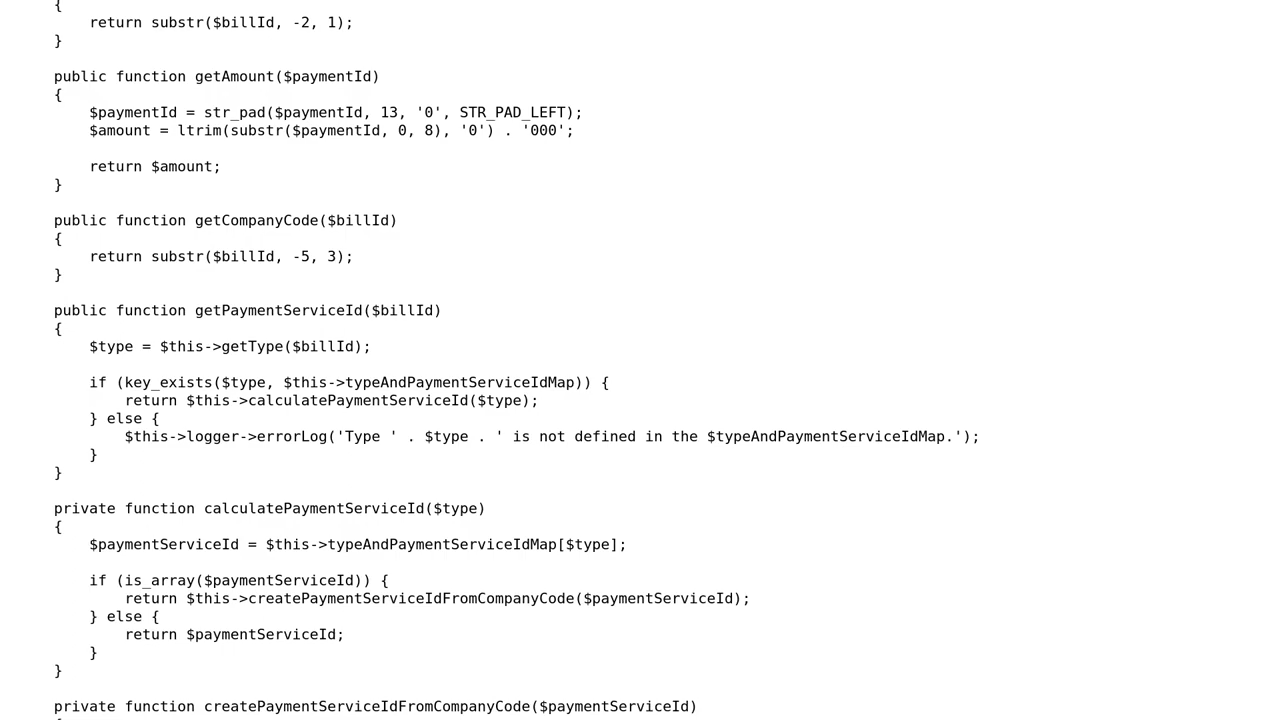 {
    return substr($billId, -2, 1);
}

public function getAmount($paymentId)
{
    $paymentId = str_pad($paymentId, 13, '0', STR_PAD_LEFT);
    $amount = ltrim(substr($paymentId, 0, 8), '0') . '000';

    return $amount;
}

public function getCompanyCode($billId)
{
    return substr($billId, -5, 3);
}

public function getPaymentServiceId($billId)
{
    $type = $this->getType($billId);

    if (key_exists($type, $this->typeAndPaymentServiceIdMap)) {
        return $this->calculatePaymentServiceId($type);
    } else {
        $this->logger->errorLog('Type ' . $type . ' is not defined in the $typeAndPaymentServiceIdMap.');
    }
}

private function calculatePaymentServiceId($type)
{
    $paymentServiceId = $this->typeAndPaymentServiceIdMap[$type];

    if (is_array($paymentServiceId)) {
        return $this->createPaymentServiceIdFromCompanyCode($paymentServiceId);
    } else {
        return $paymentServiceId;
    }
}

private function createPaymentServiceIdFromCompanyCode($paymentServiceId)
{